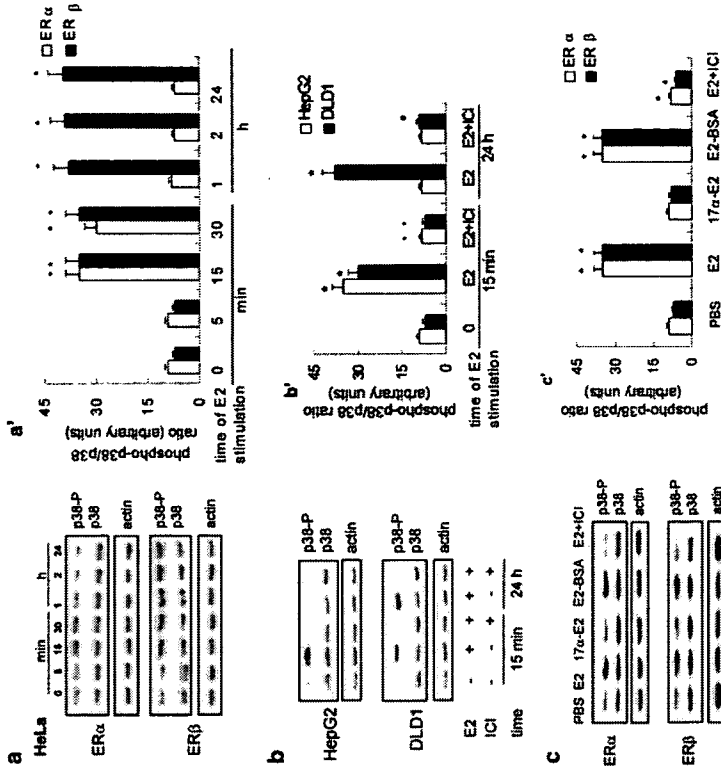 a
HeLa
min
h
0 5 15 30 1 2 24
ERα
p38-P
p38
actin
ERβ
p38-P
p38
actin
a'
phospho-p38/p38
ratio (arbitrary units)
45
30
15
0
ER α
ER β
* * * * * * *
0 5 15 30 1 2 24
time of E2
stimulation
min
h
b
HepG2
p38-P
p38
actin
DLD1
p38-P
p38
actin
E2 - + + + +
ICI - - + - +
time 15 min 24 h
b'
phospho-p38/p38 ratio
(arbitrary units)
45
30
15
0
HepG2
DLD1
* * * * * *
0 E2 E2+ICI E2 E2+ICI
time of E2
stimulation
15 min
24 h
c
PBS E2 17α-E2 E2-BSA E2+ICI
ERα
p38-P
p38
actin
ERβ
p38-P
p38
actin
c'
phospho-p38/p38 ratio
(arbitrary units)
45
30
15
0
ER α
ER β
* * * * * *
PBS E2 17α-E2 E2-BSA E2+ICI